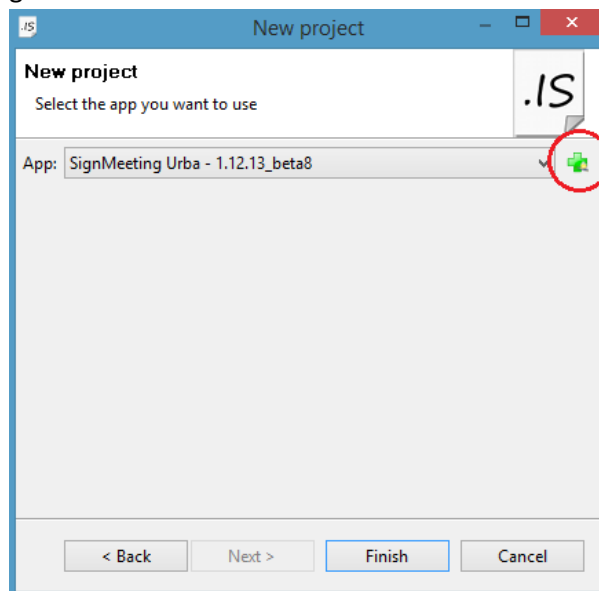 .IS
New project
New project
Select the app you want to use
.IS
App: SignMeeting Urba - 1.12.13_beta8
< Back Next > Finish Cancel